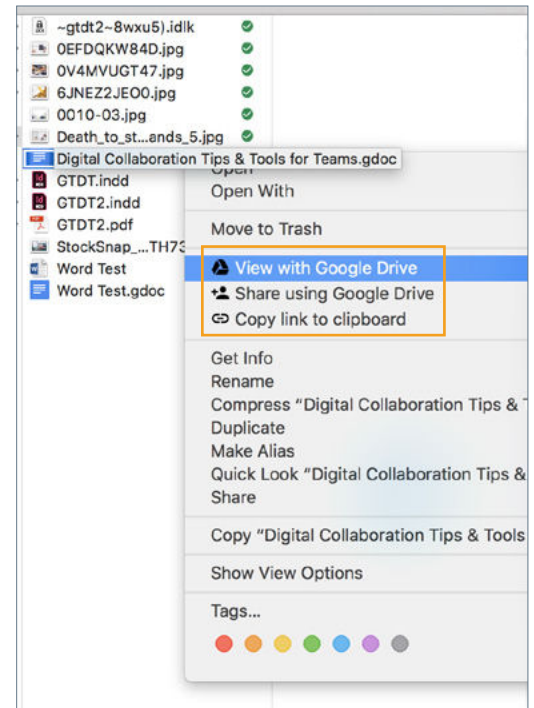 ~gtdt2~8wxu5).idlk
0EFDQKW84D.jpg
0V4MVUGT47.jpg
6JNEZ2JEO0.jpg
0010-03.jpg
Death_to_st...ands_5.jpg
Digital Collaboration Tips & Tools for Teams.gdoc
GTDT.indd
GTDT2.indd
GTDT2.pdf
StockSnap_...TH73
Word Test
Word Test.gdoc
Open
Open With
Move to Trash
View with Google Drive
Share using Google Drive
Copy link to clipboard
Get Info
Rename
Compress “Digital Collaboration Tips &
Duplicate
Make Alias
Quick Look “Digital Collaboration Tips &
Share
Copy “Digital Collaboration Tips & Tools
Show View Options
Tags...